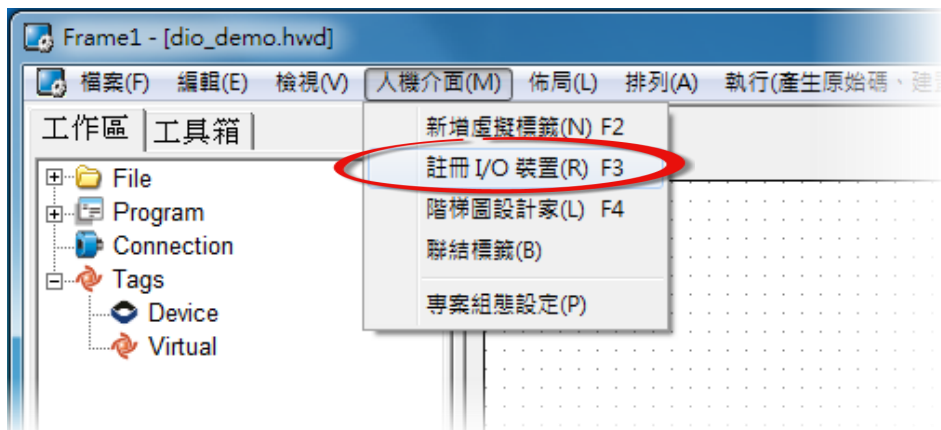 Frame1 - [dio_demo.hwd]
檔案(F) 編輯(E) 檢視(V) 人機介面(M) 佈局(L) 排列(A) 執行(產生原始碼、建
工作區 工具箱
新增虛擬標籤(N) F2
註冊 I/O 裝置(R) F3
階梯圖設計家(L) F4
聯結標籤(B)
專案組態設定(P)
File
Program
Connection
Tags
Device
Virtual